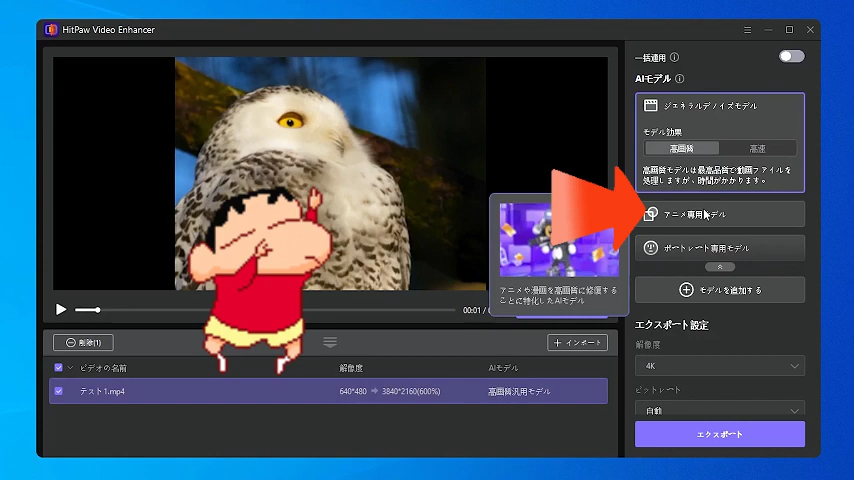 HitPaw Video Enhancer
一括適用
AIモデル
ジェネラルデノイズモデル
モデル効果
高画質
高速
高画質モデルは最高品質で動画ファイルを
処理しますが、時間がかかります。
アニメ専用モデル
ポートレート専用モデル
モデルを追加する
アニメや漫画を高画質に修復する
ことに特化したAIモデル
00:01 /
削除(1)
インポート
ビデオの名前
解像度
AIモデル
テスト1.mp4
640*480
3840*2160(600%)
高画質汎用モデル
エクスポート設定
解像度
4K
ビットレート
自動
エクスポート